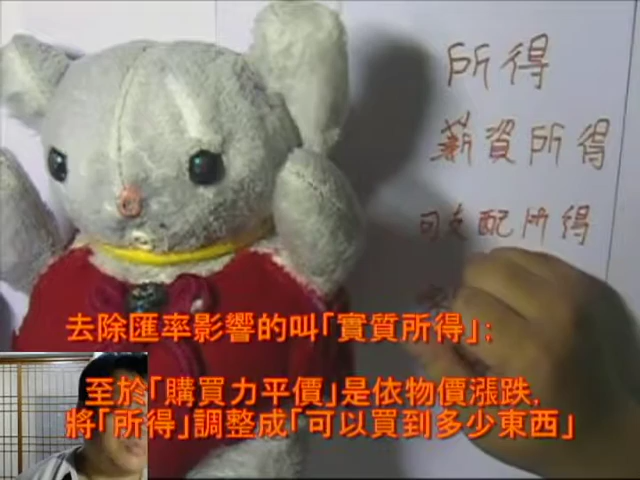 所得
薪資所得
可支配所得
去除匯率影響的叫「實質所得」;
至於「購買力平價」是依物價漲跌,
將「所得」調整成「可以買到多少東西」